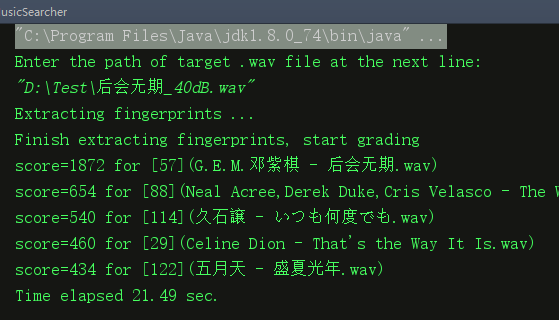 usicSearcher
"C:\Program Files\Java\jdk1.8.0_74\bin\java" ...
Enter the path of target .wav file at the next line:
"D:\Test\后会无期_40dB.wav"
Extracting fingerprints ...
Finish extracting fingerprints, start grading
score=1872 for [57](G.E.M.邓紫棋 - 后会无期.wav)
score=654 for [88](Neal Acree,Derek Duke,Cris Velasco - The W
score=540 for [114](久石譲 - いつも何度でも.wav)
score=460 for [29](Celine Dion - That's the Way It Is.wav)
score=434 for [122](五月天 - 盛夏光年.wav)
Time elapsed 21.49 sec.